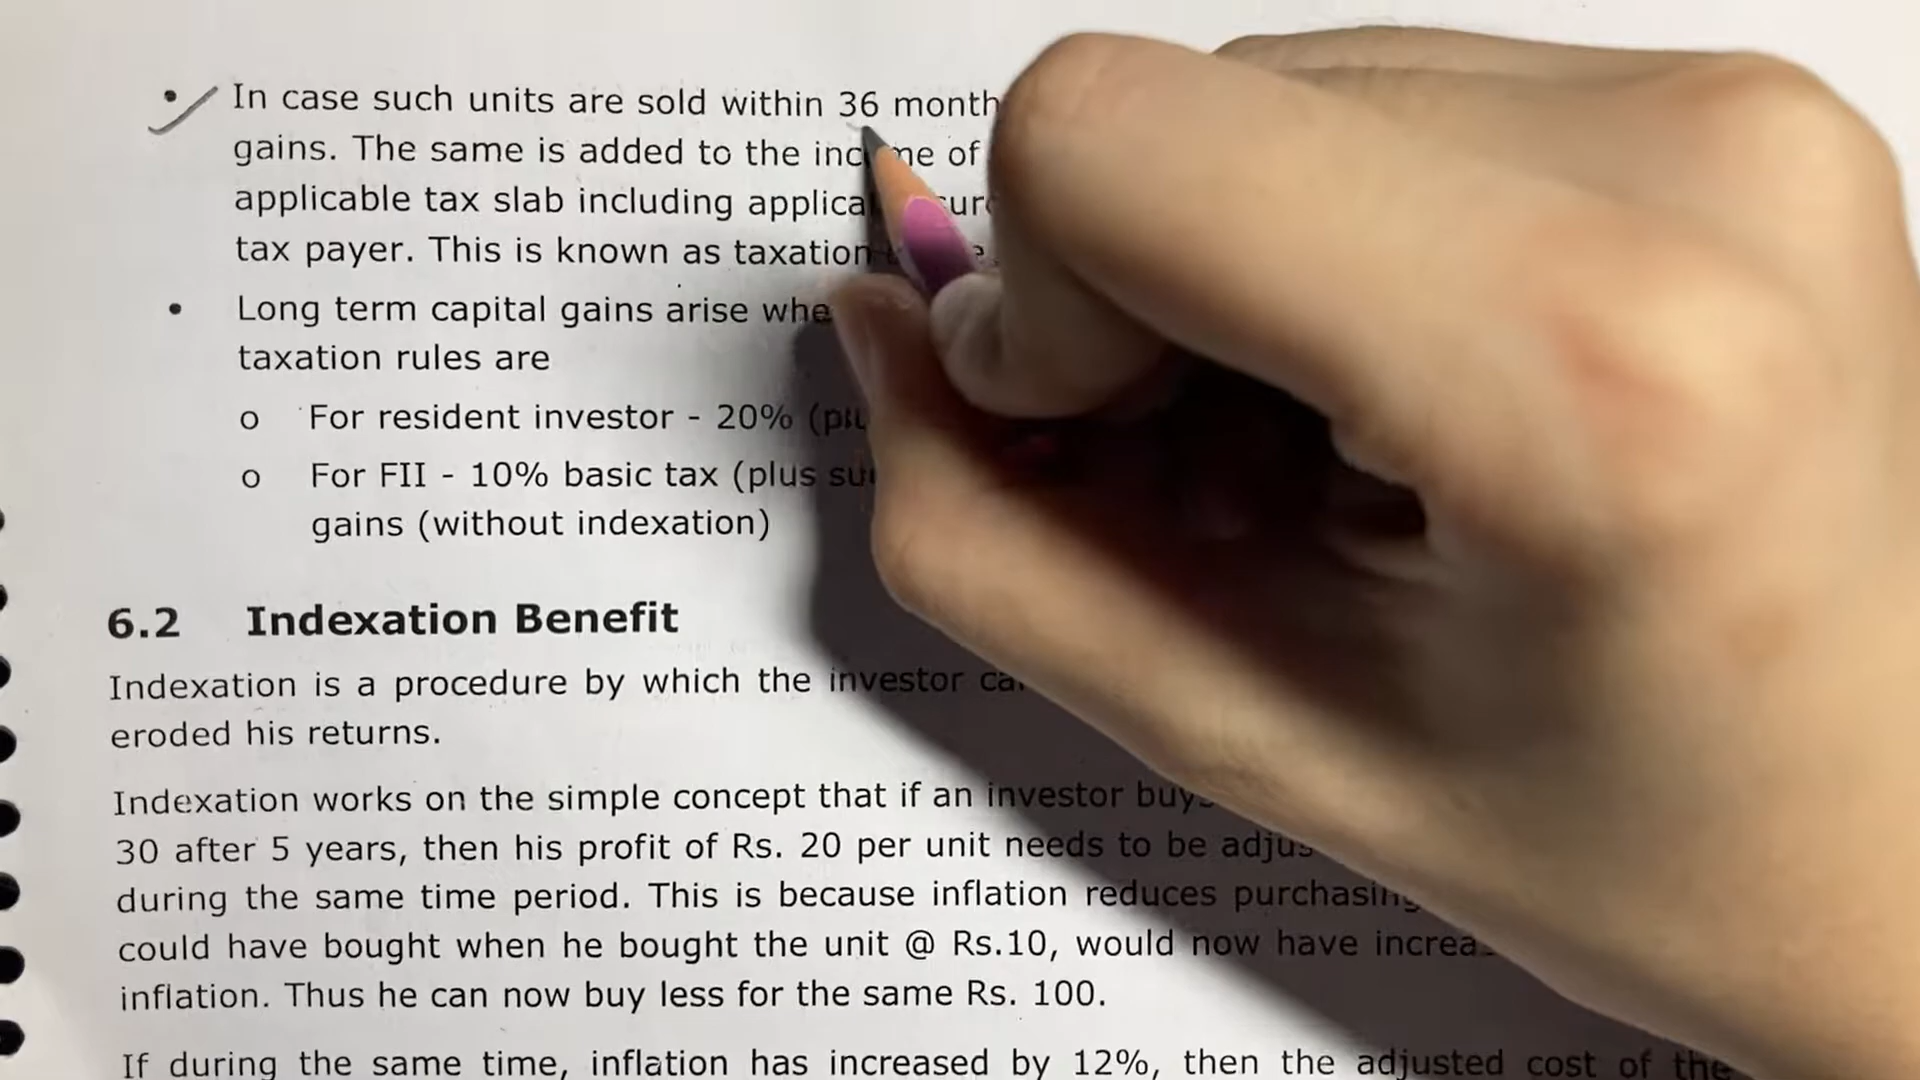 • In case such units are sold within 36
gains. The same is added to the of
applicable tax slab including
tax payer. This is known as taxation
• Long term capital gains arise
taxation rules are
o For resident investor - 20%
o For FII - 10% basic tax (plus
gains (without indexation)
6.2 Indexation Benefit
Indexation is a procedure by which the investor
eroded his returns.
Indexation works on the simple concept that if an investor
30 after 5 years, then his profit of Rs. 20 per unit needs to be
during the same time period. This is because inflation reduces
could have bought when he bought the unit @ Rs.10, would now have
inflation. Thus he can now buy less for the same Rs. 100.
If during the same time, inflation has increased by 12%, then the adjusted cost of the